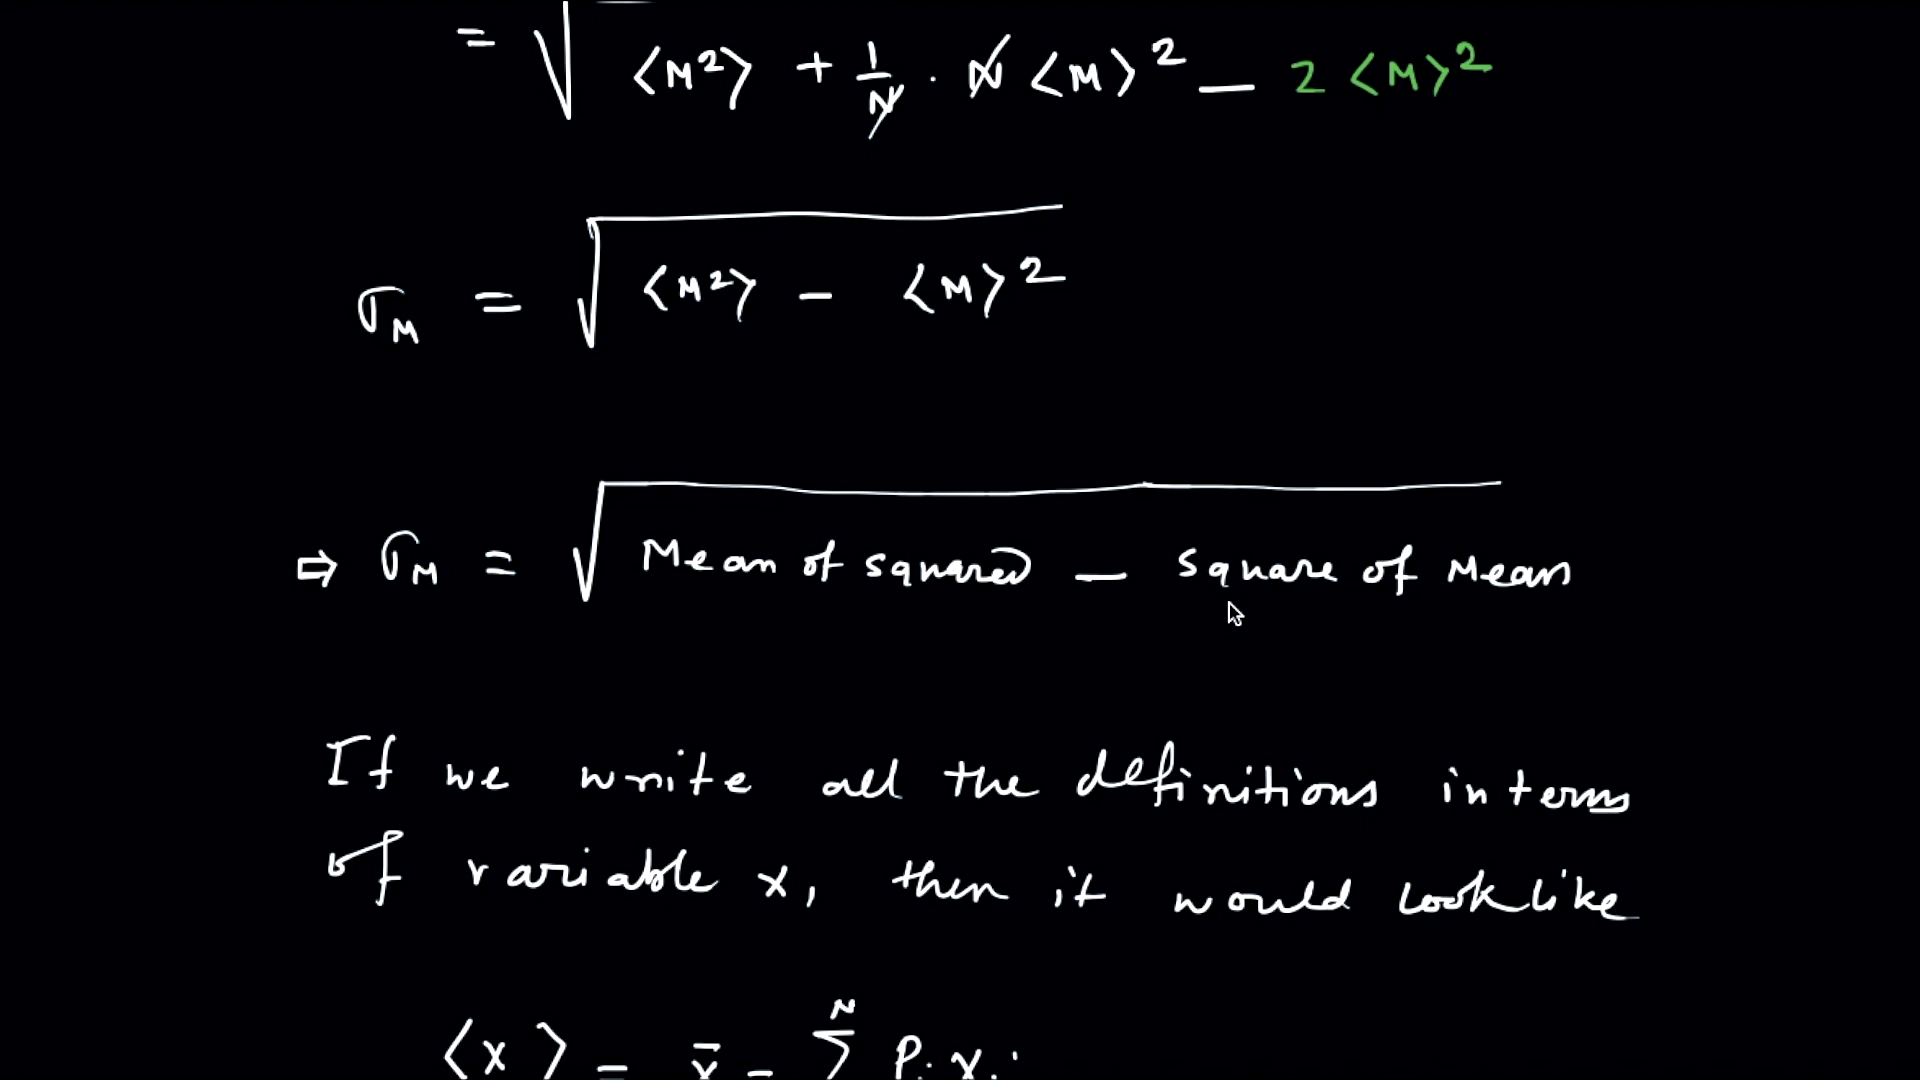 = √ ⟨M²⟩ + 1/N · N ⟨M⟩² — 2 ⟨M⟩²
σ_M = √ ⟨M²⟩ − ⟨M⟩²
⇨ σ_M = √ Mean of squared — square of Mean
If we write all the definitions in terms
of variable x, then it would look like
⟨x⟩ = x̄ = Σ^N P_i x_i